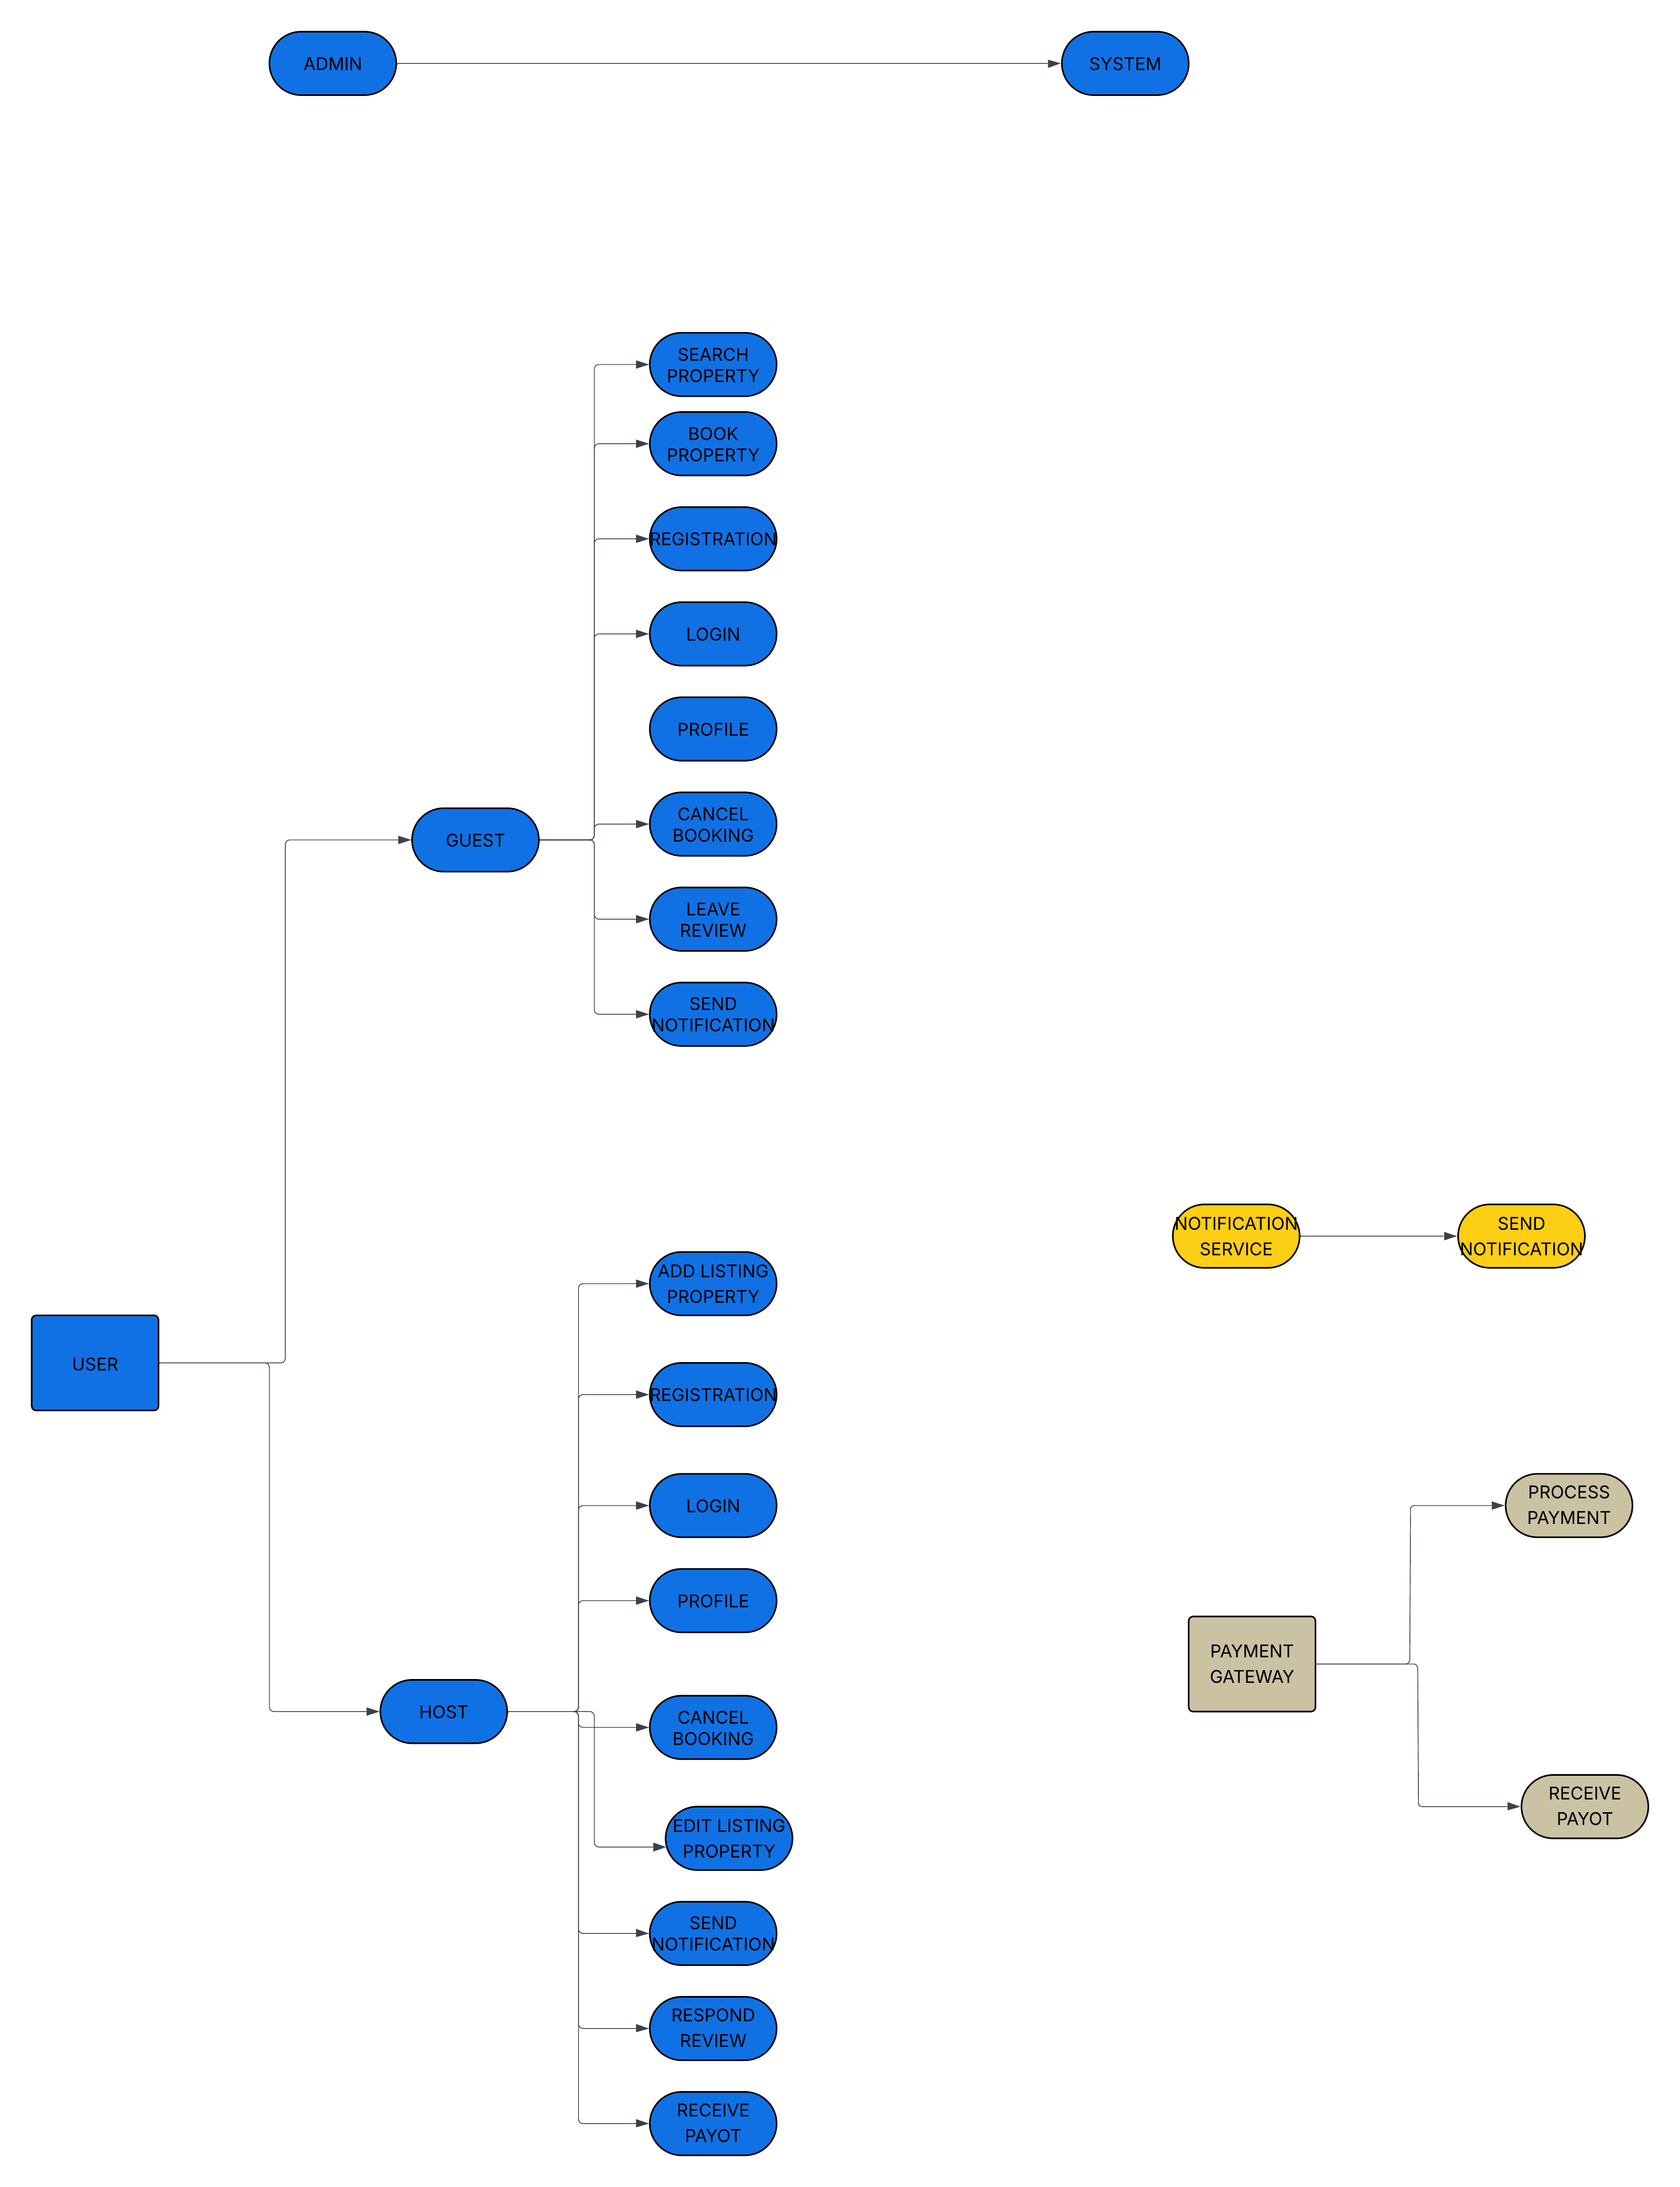 ADMIN
SYSTEM
SEARCH
PROPERTY
BOOK
PROPERTY
REGISTRATION
LOGIN
PROFILE
CANCEL
BOOKING
GUEST
LEAVE
REVIEW
SEND
NOTIFICATION
NOTIFICATION
SERVICE
SEND
NOTIFICATION
ADD LISTING
PROPERTY
USER
REGISTRATION
LOGIN
PROFILE
HOST
CANCEL
BOOKING
EDIT LISTING
PROPERTY
SEND
NOTIFICATION
RESPOND
REVIEW
RECEIVE
PAYOT
PROCESS
PAYMENT
PAYMENT
GATEWAY
RECEIVE
PAYOT